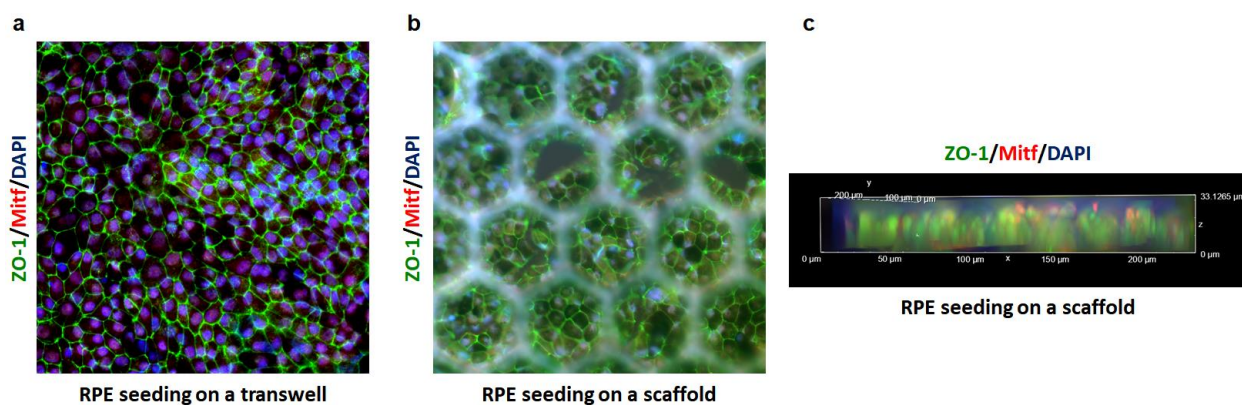 a
b
c
ZO-1/Mitf/DAPI
RPE seeding on a transwell
ZO-1/Mitf/DAPI
RPE seeding on a scaffold
ZO-1/Mitf/DAPI
y
200 µm
100 µm
0 µm
33.1265 µm
z
0 µm
0 µm
50 µm
100 µm
x
150 µm
200 µm
RPE seeding on a scaffold